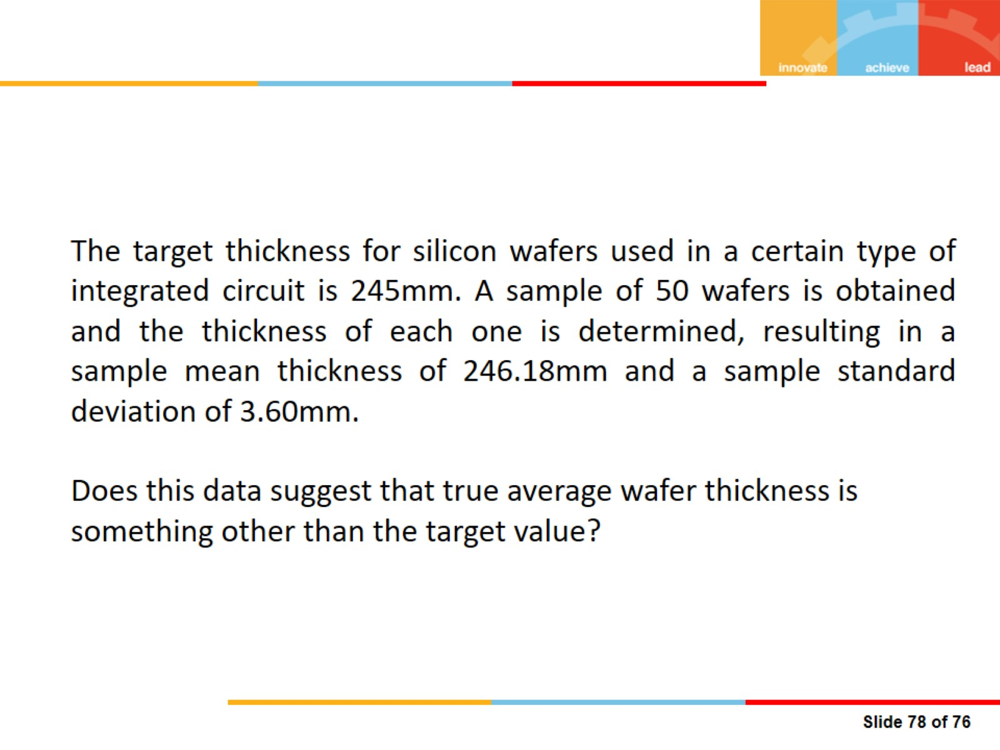 innovate achieve lead
The target thickness for silicon wafers used in a certain type of
integrated circuit is 245mm. A sample of 50 wafers is obtained
and the thickness of each one is determined, resulting in a
sample mean thickness of 246.18mm and a sample standard
deviation of 3.60mm.
Does this data suggest that true average wafer thickness is
something other than the target value?
Slide 78 of 76